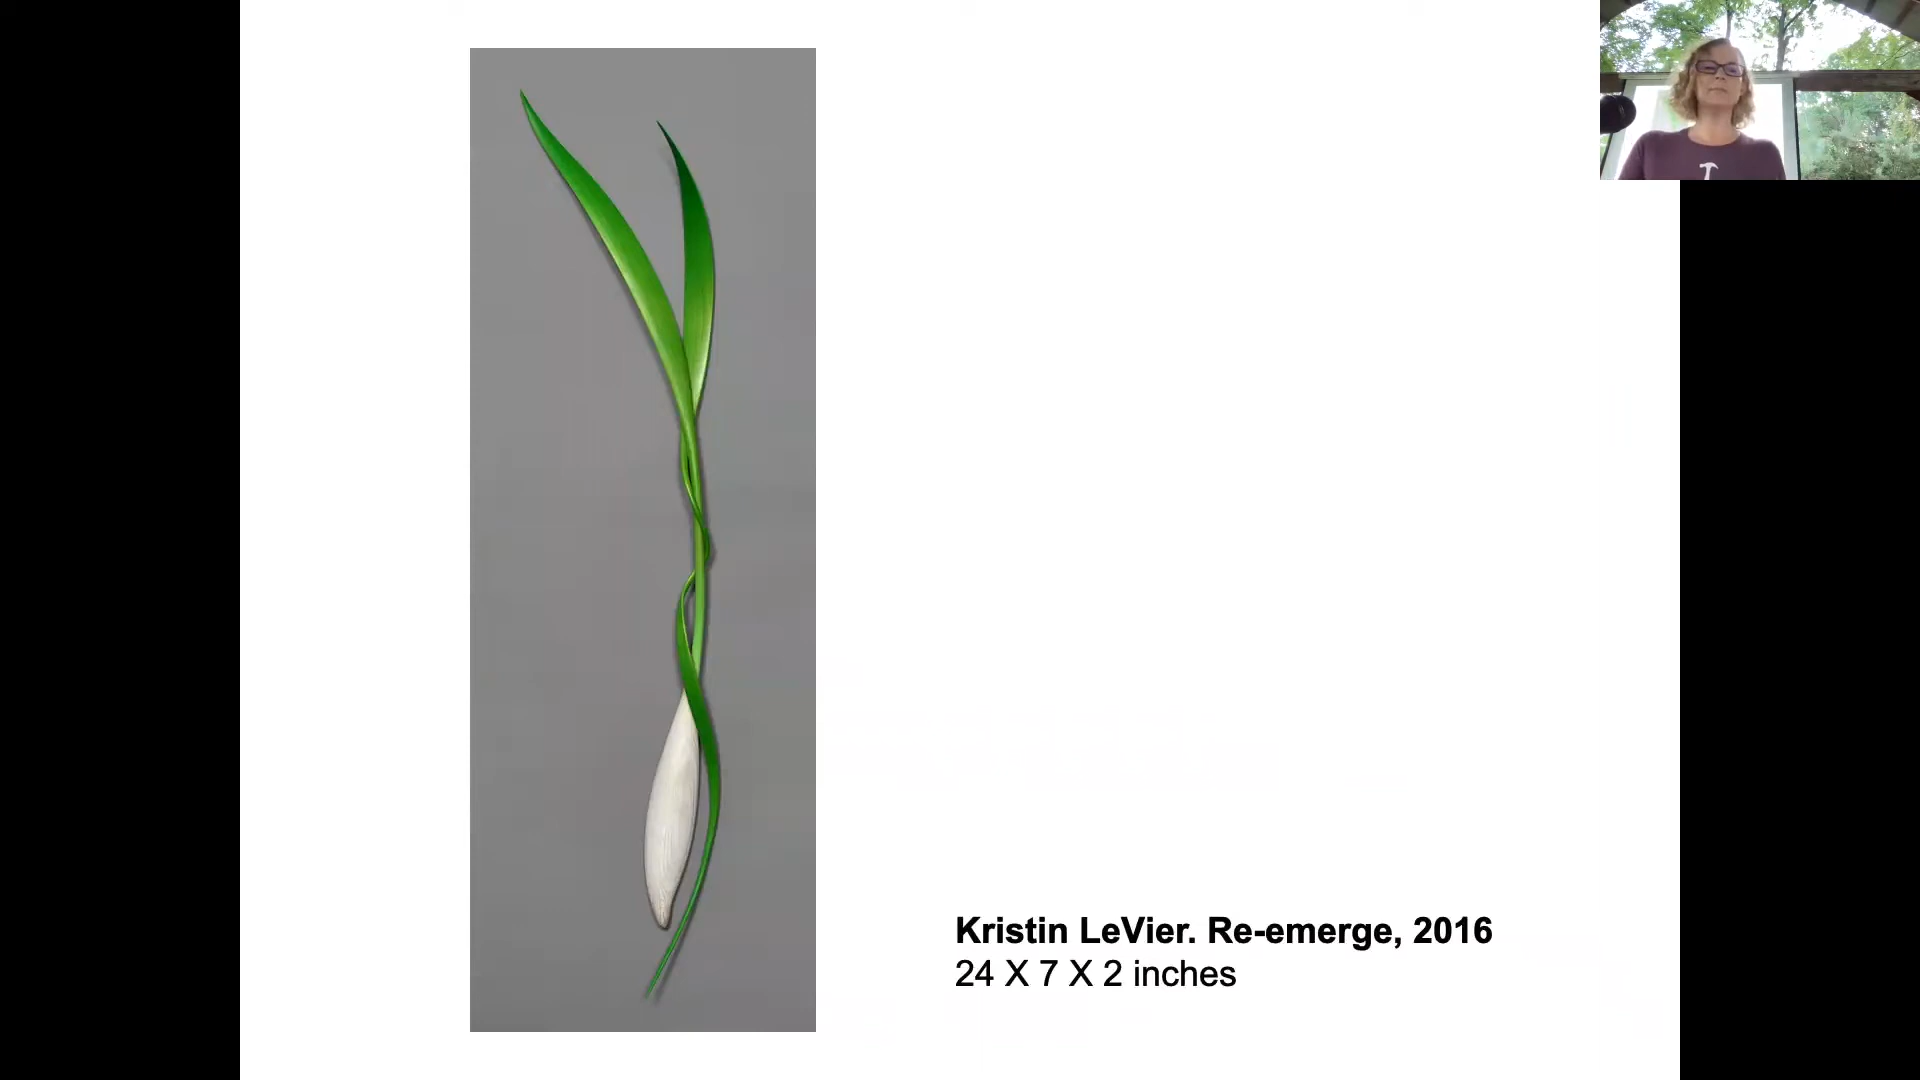 Kristin LeVier. Re-emerge, 2016
24 X 7 X 2 inches